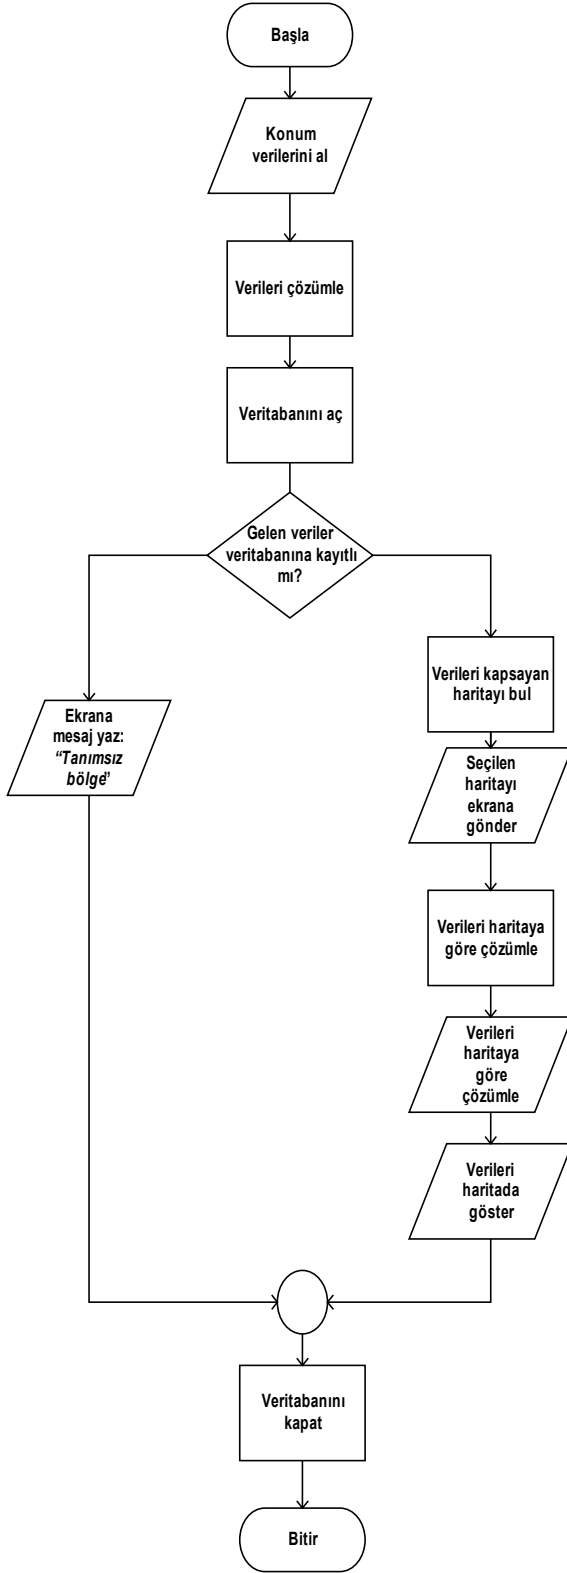 Başla
Konum
verilerini al
Verileri çözümle
Veritabanını aç
Gelen veriler
veritabanına kayıtlı
mı?
Ekrana
mesaj yaz:
“Tanımsız
bölge”
Verileri kapsayan
haritayı bul
Seçilen
haritayı
ekrana
gönder
Verileri haritaya
göre çözümle
Verileri
haritaya
göre
çözümle
Verileri
haritada
göster
Veritabanını
kapat
Bitir